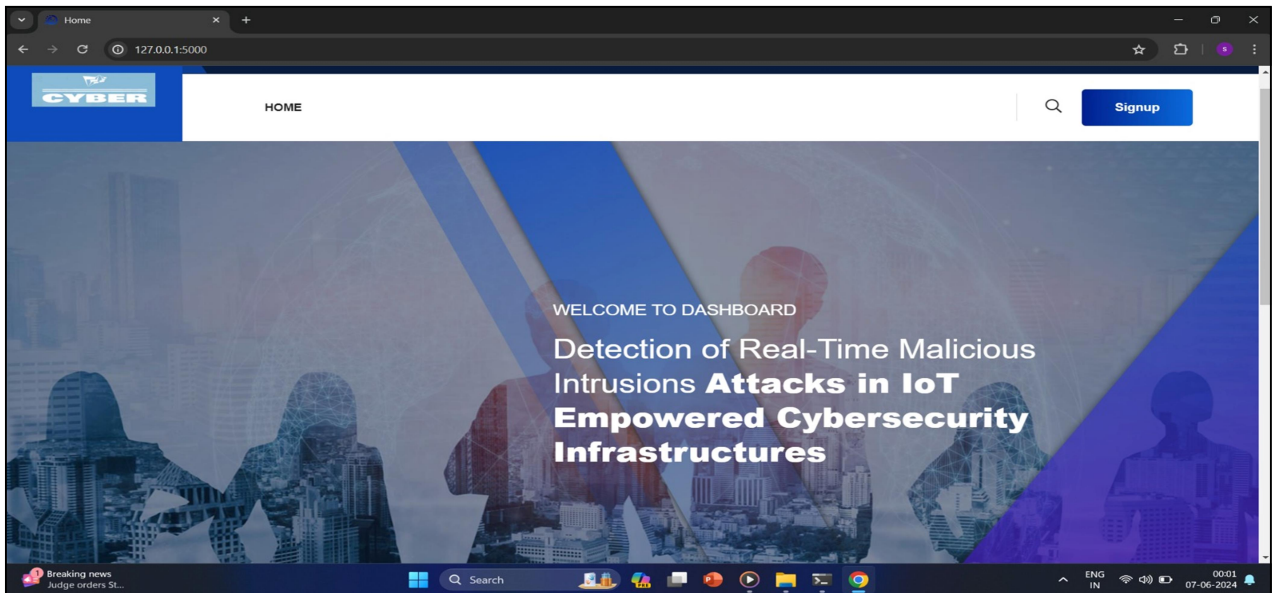 Home
127.0.0.1:5000
S
CYBER
HOME
Signup
WELCOME TO DASHBOARD
Detection of Real-Time Malicious
Intrusions Attacks in IoT
Empowered Cybersecurity
Infrastructures
1
Breaking news
Judge orders St...
Search
ENG
IN
00:01
07-06-2024